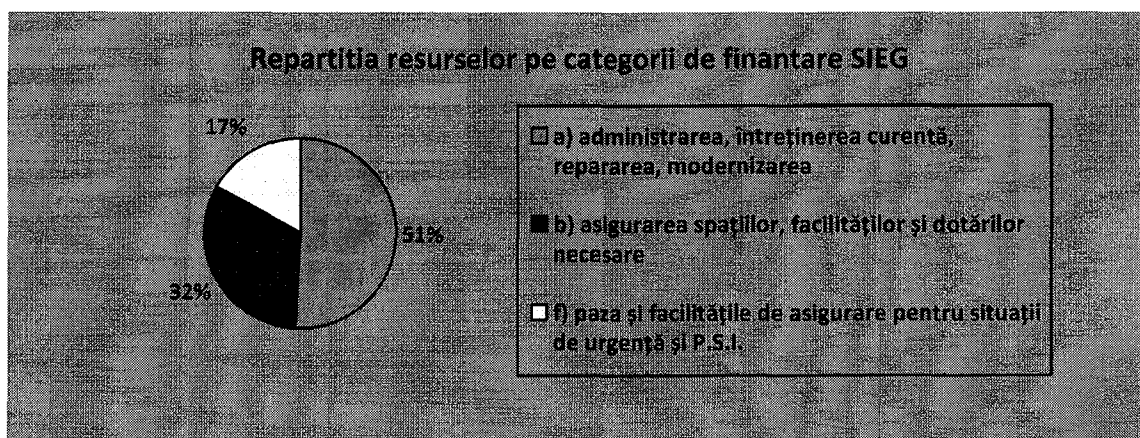 Repartitia resurselor pe categorii de finantare SIEG
17%
51%
32%
a) administrarea, întreținerea curentă,
repararea, modernizarea
b) asigurarea spațiilor, facilităților și dotărilor
necesare
f) paza și facilitățile de asigurare pentru situații
de urgență și P.S.I.